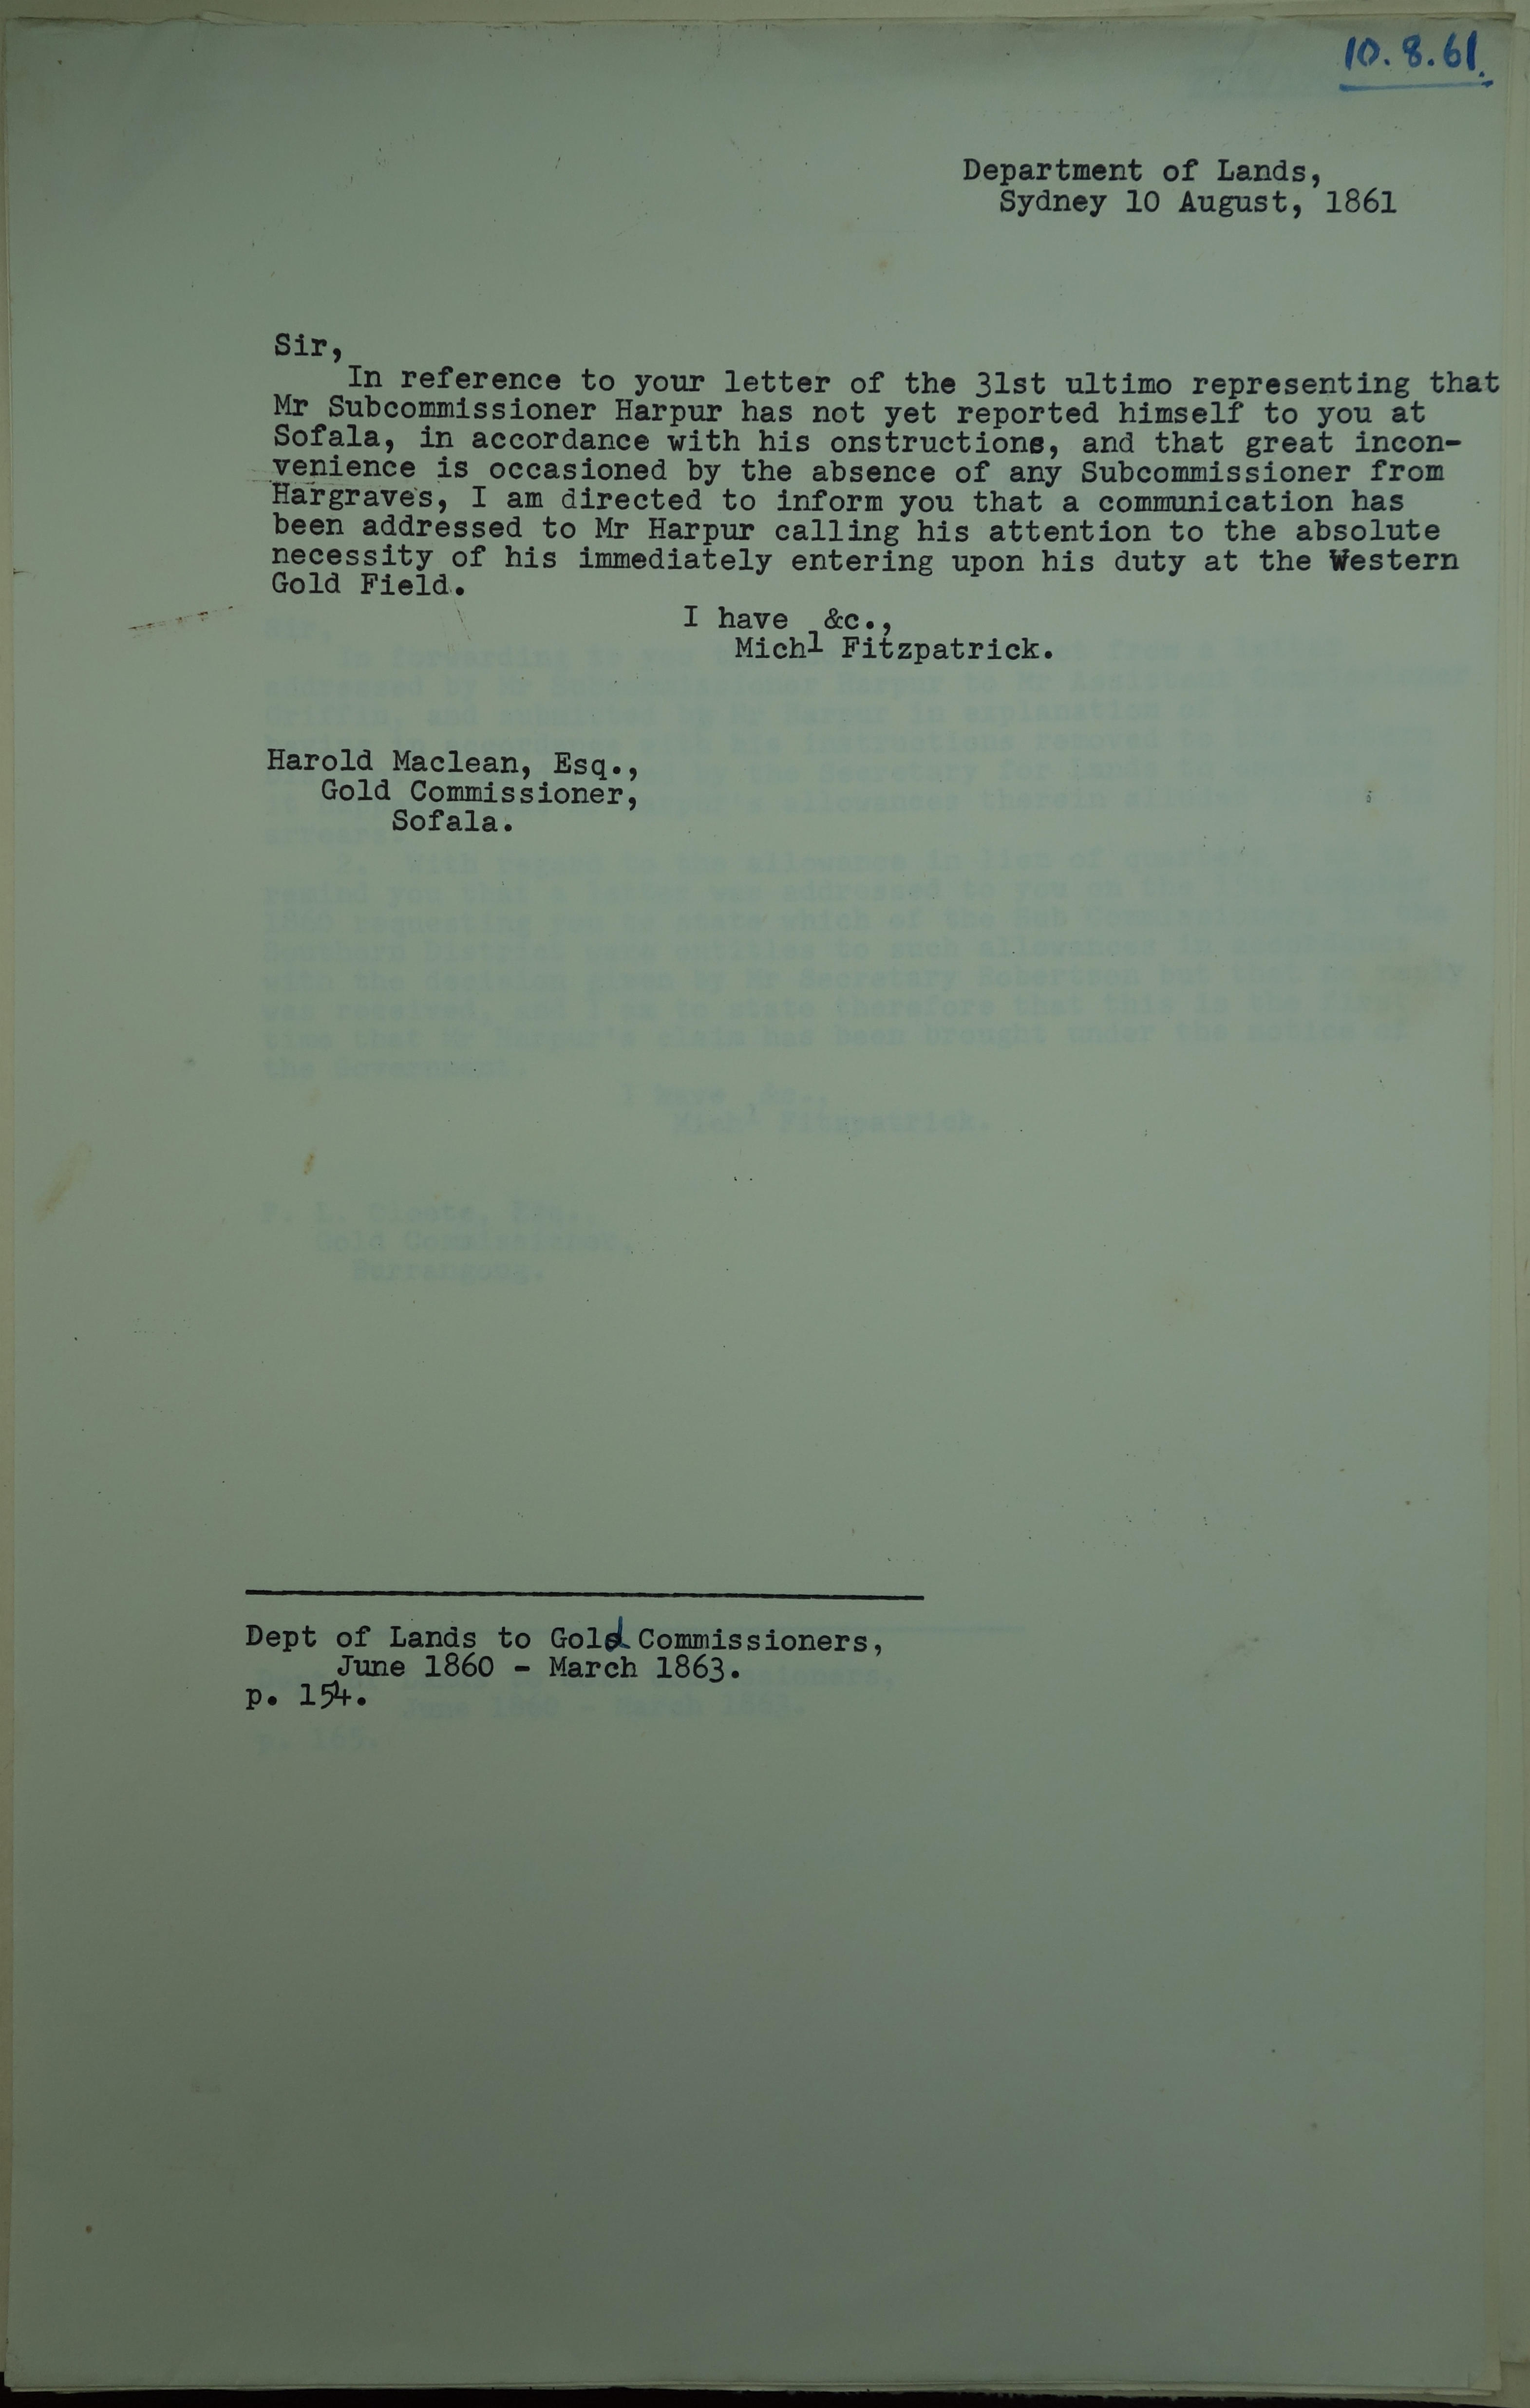 10.8.61.
Department of Lands,
Sydney 10 August, 1861
Sir,
In reference to your letter of the 31st ultimo representing that
Mr Subcommissioner Harpur has not yet reported himself to you at
Sofala, in accordance with his onstructions, and that great incon-
venience is occasioned by the absence of any Subcommissioner from
Hargraves, I am directed to inform you that a communication has
been addressed to Mr Harpur calling his attention to the absolute
necessity of his immediately entering upon his duty at the Western
Gold Field.
I have &c.,
Michl Fitzpatrick.
Harold Maclean, Esq.,
Gold Commissioner,
Sofala.
Dept of Lands to Gold Commissioners,
June 1860 - March 1863.
p. 154.